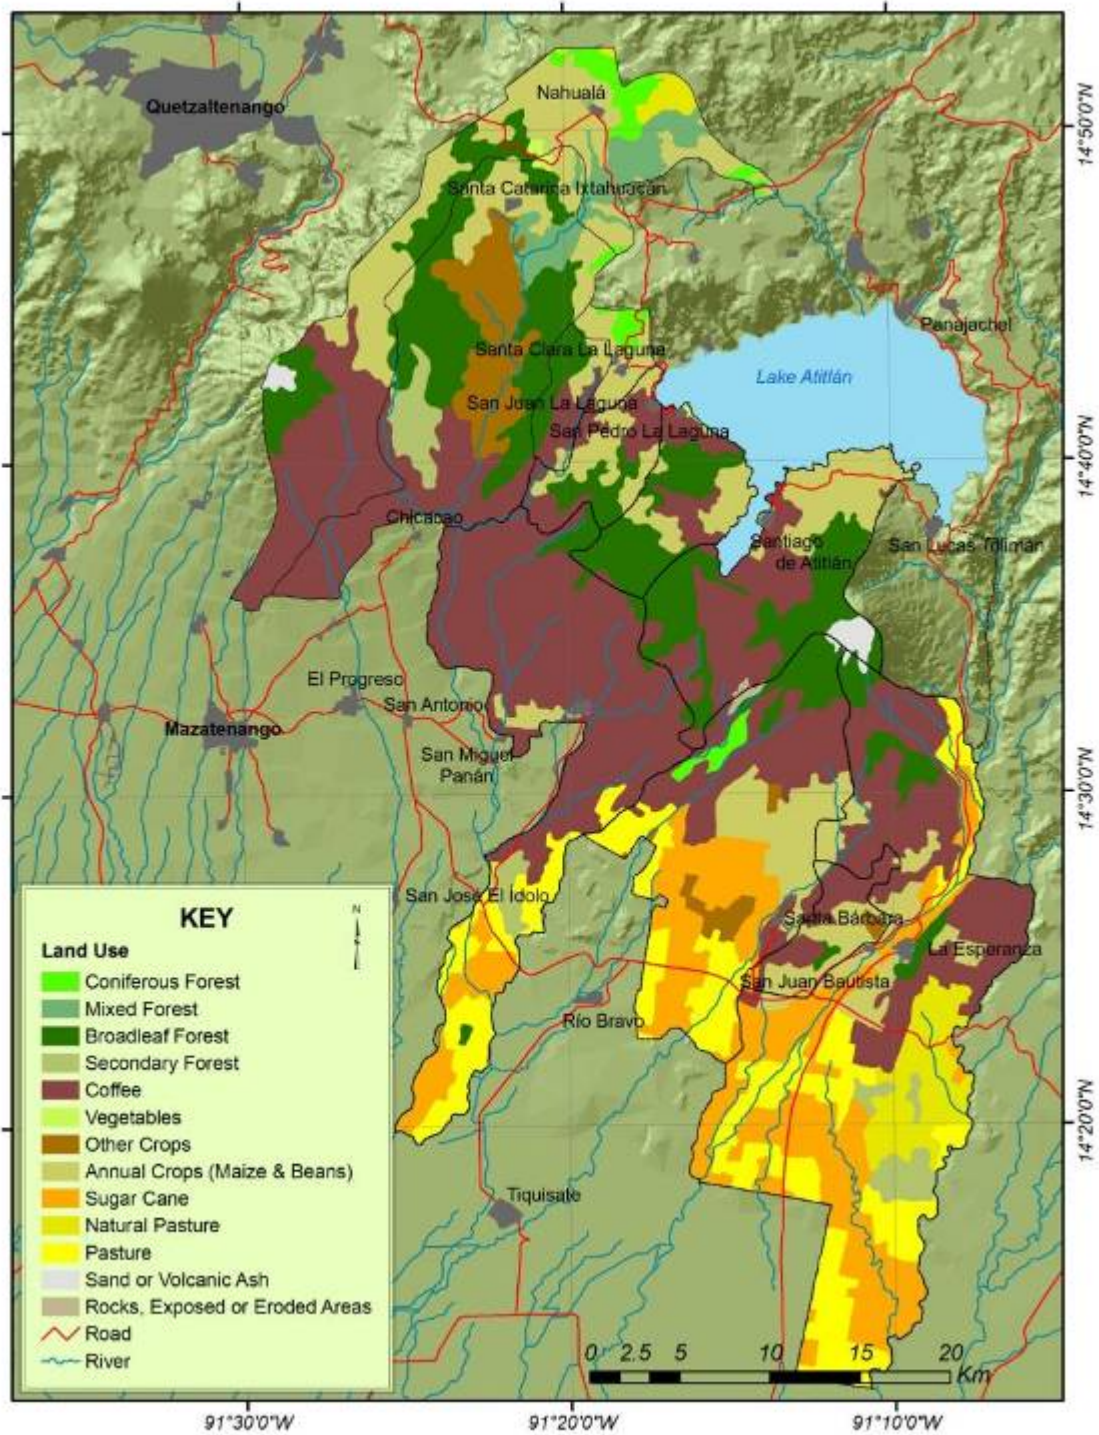 Quetzaltenango
Nahualá
14°50'0"N
Santa Catarina Ixtahuacán
Panajachel
Santa Clara La Laguna
Lake Atitlán
San Juan La Laguna
San Pedro La Laguna
14°40'0"N
Chicacao
Santiago
de Atitlán
San Lucas Tolimán
El Progreso
San Antonio
Mazatenango
San Miguel
Panán
14°30'0"N
San José El Ídolo
Santa Bárbara
La Esperanza
San Juan Bautista
Río Bravo
14°20'0"N
Tiquisate
KEY
N
Land Use
Coniferous Forest
Mixed Forest
Broadleaf Forest
Secondary Forest
Coffee
Vegetables
Other Crops
Annual Crops (Maize & Beans)
Sugar Cane
Natural Pasture
Pasture
Sand or Volcanic Ash
Rocks, Exposed or Eroded Areas
Road
River
0 2.5 5 10 15 20
Km
91°30'0"W 91°20'0"W 91°10'0"W